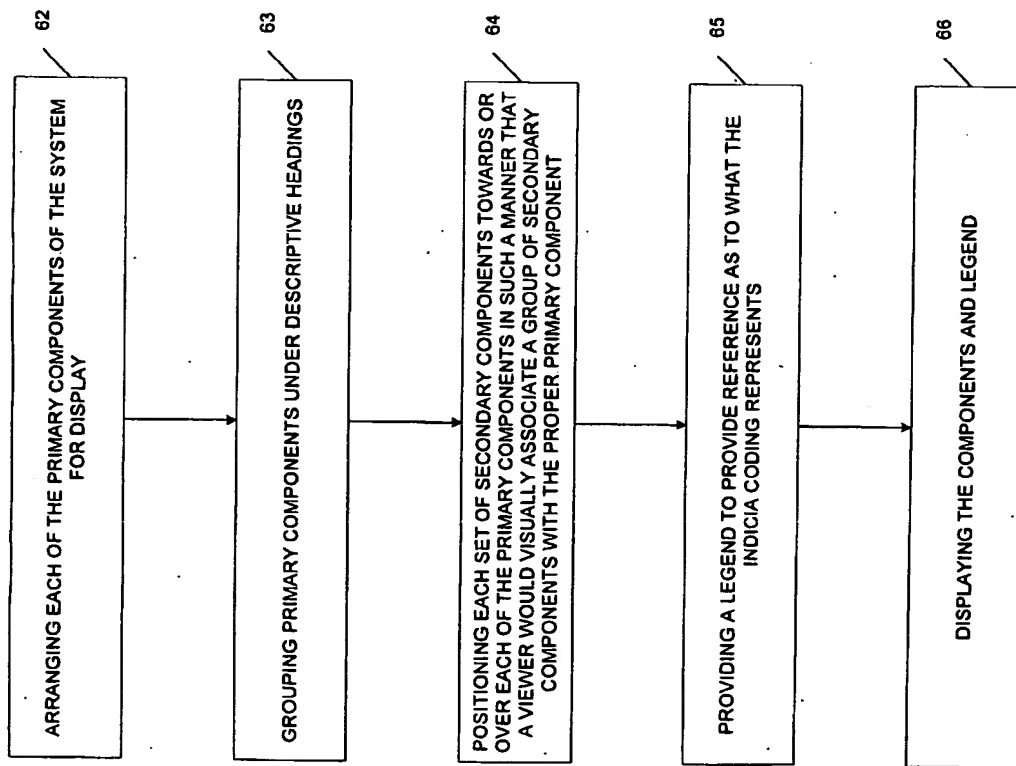 62
ARRANGING EACH OF THE PRIMARY COMPONENTS OF THE SYSTEM
FOR DISPLAY
63
GROUPING PRIMARY COMPONENTS UNDER DESCRIPTIVE HEADINGS
64
POSITIONING EACH SET OF SECONDARY COMPONENTS TOWARDS OR
OVER EACH OF THE PRIMARY COMPONENTS IN SUCH A MANNER THAT
A VIEWER WOULD VISUALLY ASSOCIATE A GROUP OF SECONDARY
COMPONENTS WITH THE PROPER PRIMARY COMPONENT
65
PROVIDING A LEGEND TO PROVIDE REFERENCE AS TO WHAT THE
INDICIA CODING REPRESENTS
66
DISPLAYING THE COMPONENTS AND LEGEND